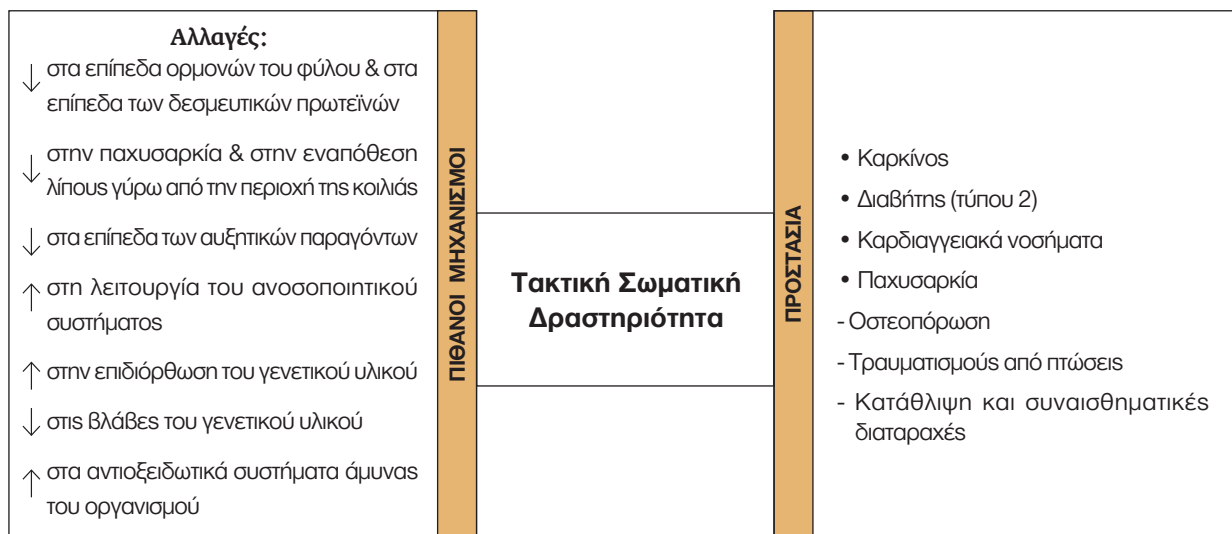 Αλλαγές:
↓ στα επίπεδα ορμονών του φύλου & στα
επίπεδα των δεσμευτικών πρωτεϊνών
↓ στην παχυσαρκία & στην εναπόθεση
λίπους γύρω από την περιοχή της κοιλιάς
↓ στα επίπεδα των αυξητικών παραγόντων
↑ στη λειτουργία του ανοσοποιητικού
συστήματος
↑ στην επιδιόρθωση του γενετικού υλικού
↓ στις βλάβες του γενετικού υλικού
↑ στα αντιοξειδωτικά συστήματα άμυνας
του οργανισμού
ΠΙΘΑΝΟΙ ΜΗΧΑΝΙΣΜΟΙ
Τακτική Σωματική
Δραστηριότητα
ΠΡΟΣΤΑΣΙΑ
• Καρκίνος
• Διαβήτης (τύπου 2)
• Καρδιαγγειακά νοσήματα
• Παχυσαρκία
- Οστεοπόρωση
- Τραυματισμούς από πτώσεις
- Κατάθλιψη και συναισθηματικές
διαταραχές